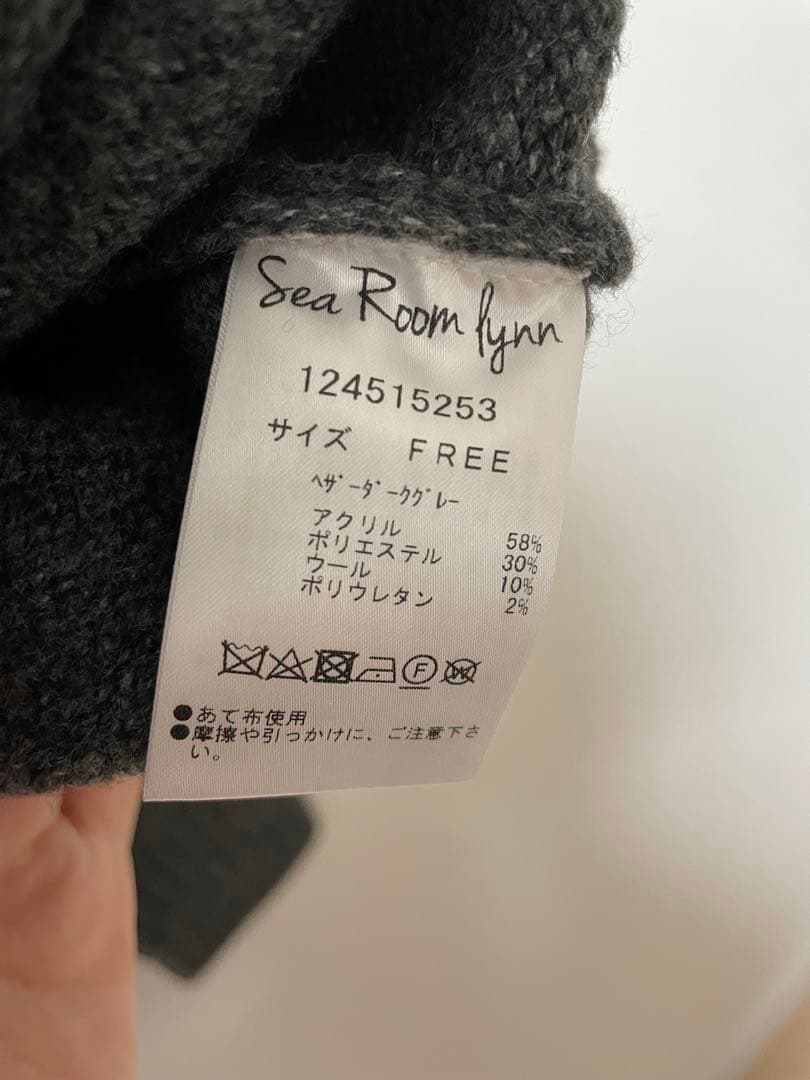 Sea Room lynn
124515253
サイズ FREE
ﾍｻﾞｰﾀﾞｰｸｸﾞﾚｰ
アクリル 58%
ポリエステル 30%
ウール 10%
ポリウレタン 2%
F W
●あて布使用
●摩擦や引っかけに、ご注意下さ
い。